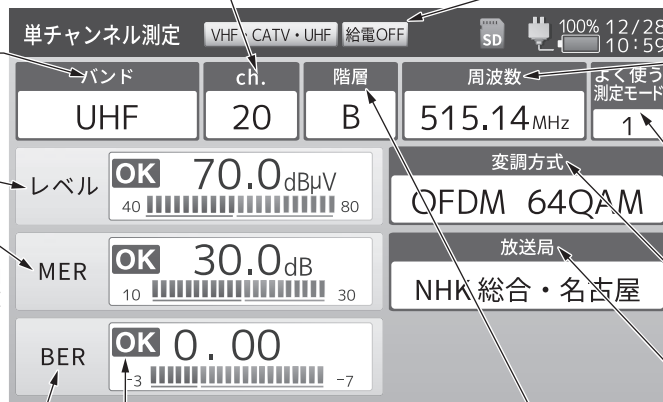 単チャンネル測定 VHF・CATV・UHF 給電OFF SD 100% 12/28
10:59
バンド ch. 階層 周波数 よく使う
測定モード
UHF 20 B 515.14MHz 1
レベル OK 70.0dBμV
40 80
変調方式
OFDM 64QAM
MER OK 30.0dB
10 30
放送局
NHK総合・名古屋
BER OK 0.00
-3 -7